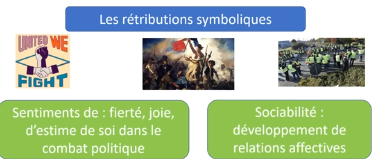 Les rétributions symboliques
UNITED WE
FIGHT
Sentiments de : fierté, joie,
d'estime de soi dans le
combat politique
Sociabilité :
développement de
relations affectives